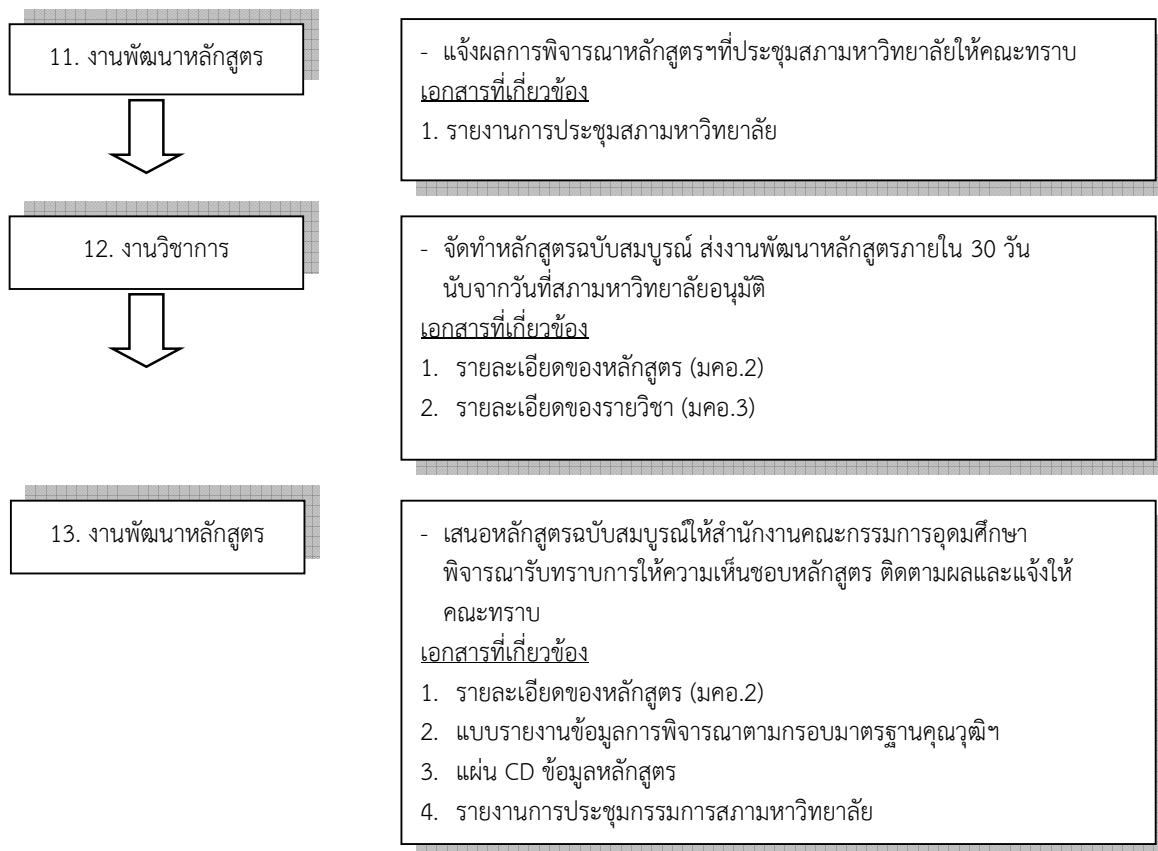 11. งานพัฒนาหลักสูตร
- แจ้งผลการพิจารณาหลักสูตรฯที่ประชุมสภามหาวิทยาลัยให้คณะทราบ
เอกสารที่เกี่ยวข้อง
1. รายงานการประชุมสภามหาวิทยาลัย
12. งานวิชาการ
- จัดทำหลักสูตรฉบับสมบูรณ์ ส่งงานพัฒนาหลักสูตรภายใน 30 วัน
นับจากวันที่สภามหาวิทยาลัยอนุมัติ
เอกสารที่เกี่ยวข้อง
1. รายละเอียดของหลักสูตร (มคอ.2)
2. รายละเอียดของรายวิชา (มคอ.3)
13. งานพัฒนาหลักสูตร
- เสนอหลักสูตรฉบับสมบูรณ์ให้สำนักงานคณะกรรมการอุดมศึกษา
พิจารณารับทราบการให้ความเห็นชอบหลักสูตร ติดตามผลและแจ้งให้
คณะทราบ
เอกสารที่เกี่ยวข้อง
1. รายละเอียดของหลักสูตร (มคอ.2)
2. แบบรายงานข้อมูลการพิจารณาตามกรอบมาตรฐานคุณวุฒิฯ
3. แผ่น CD ข้อมูลหลักสูตร
4. รายงานการประชุมกรรมการสภามหาวิทยาลัย